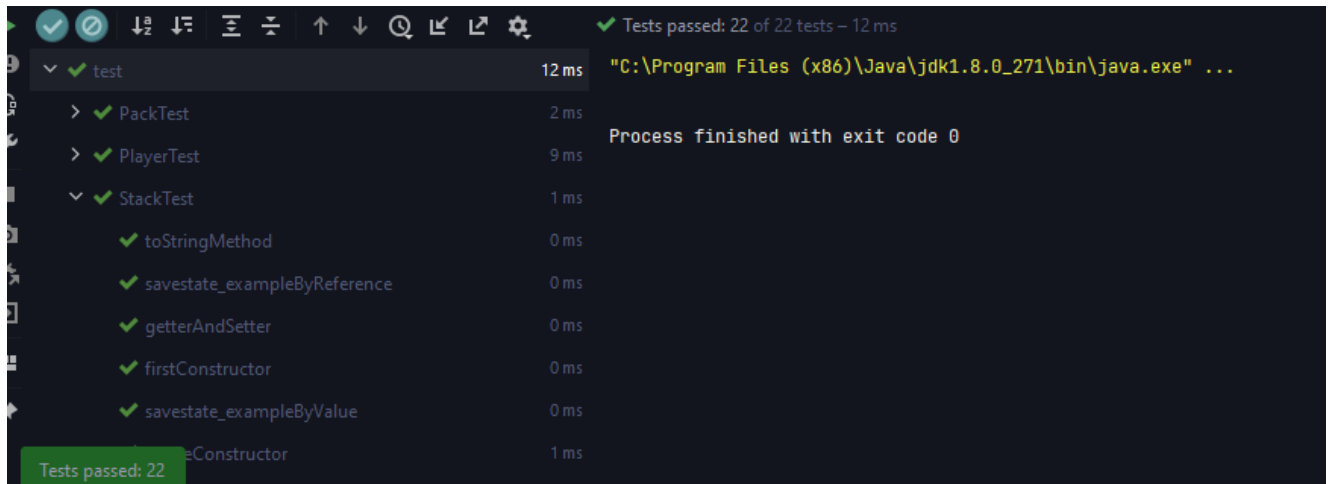 Tests passed: 22 of 22 tests – 12 ms
test 12 ms
"C:\Program Files (x86)\Java\jdk1.8.0_271\bin\java.exe" ...
PackTest 2 ms
Process finished with exit code 0
PlayerTest 9 ms
StackTest 1 ms
toStringMethod 0 ms
savestate_exampleByReference 0 ms
getterAndSetter 0 ms
firstConstructor 0 ms
savestate_exampleByValue 0 ms
eConstructor 1 ms
Tests passed: 22